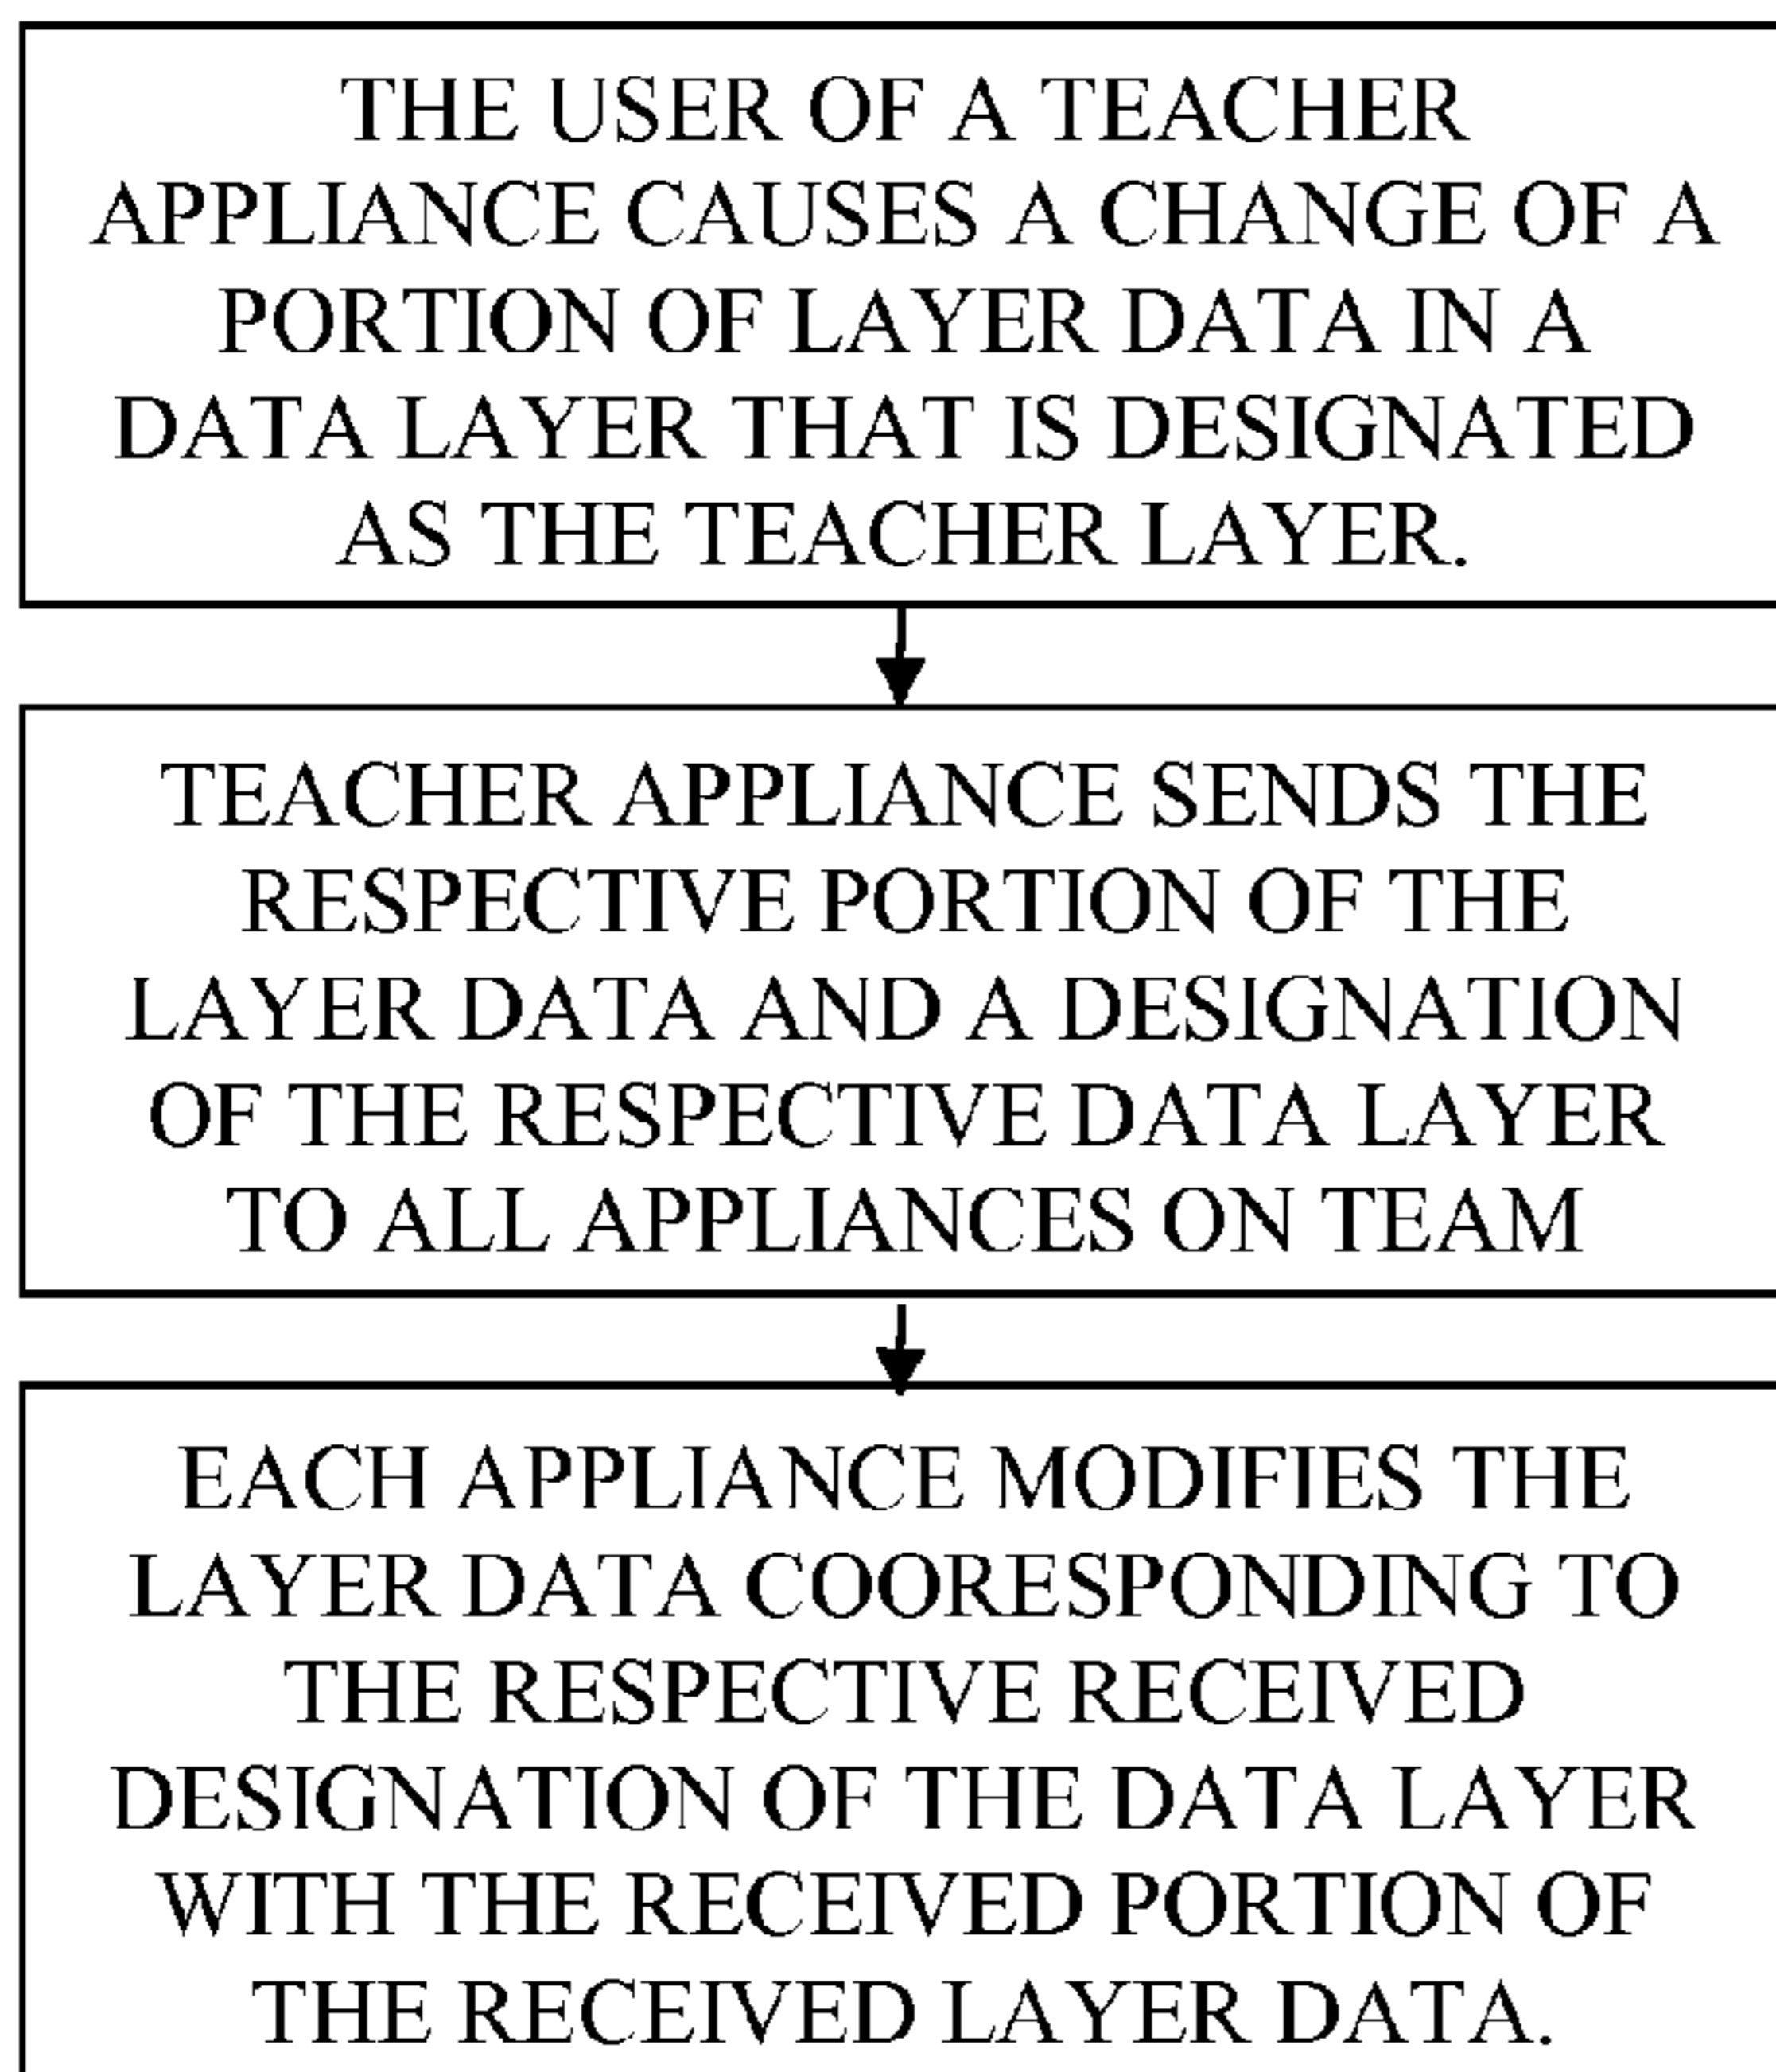 THE USER OF A TEACHER
APPLIANCE CAUSES A CHANGE OF A
PORTION OF LAYER DATA IN A
DATA LAYER THAT IS DESIGNATED
AS THE TEACHER LAYER.
TEACHER APPLIANCE SENDS THE
RESPECTIVE PORTION OF THE
LAYER DATA AND A DESIGNATION
OF THE RESPECTIVE DATA LAYER
TO ALL APPLIANCES ON TEAM
EACH APPLIANCE MODIFIES THE
LAYER DATA COORESPONDING TO
THE RESPECTIVE RECEIVED
DESIGNATION OF THE DATA LAYER
WITH THE RECEIVED PORTION OF
THE RECEIVED LAYER DATA.